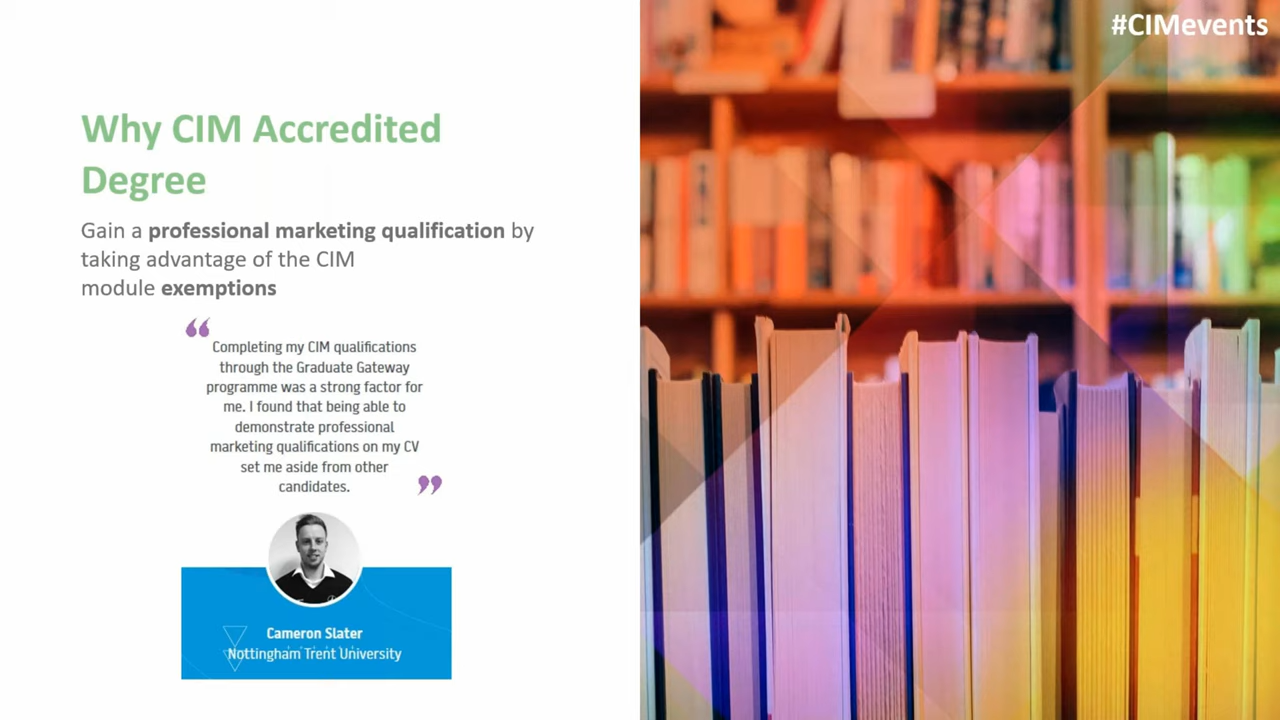 #CIMevents
Why CIM Accredited
Degree
Gain a professional marketing qualification by
taking advantage of the CIM
module exemptions
“
Completing my CIM qualifications
through the Graduate Gateway
programme was a strong factor for
me. I found that being able to
demonstrate professional
marketing qualifications on my CV
set me aside from other
candidates.
”
Cameron Slater
Nottingham Trent University